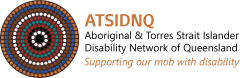 ATSIDNQ
Aboriginal & Torres Strait Islander
Disability Network of Queensland
Supporting our mob with disability